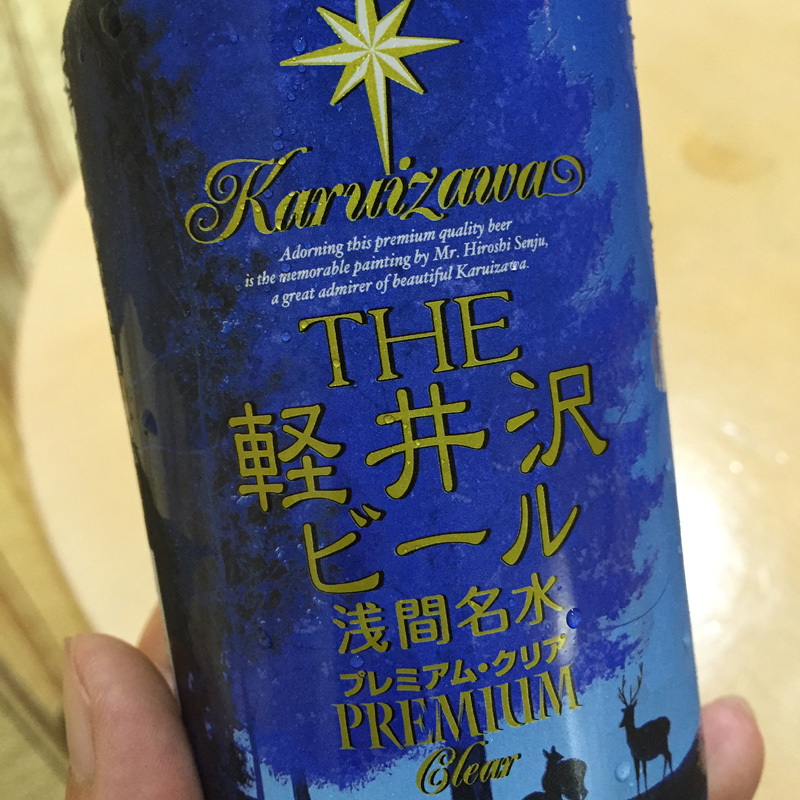 Karuizawa
Adorning this premium quality beer
is the memorable painting by Mr. Hiroshi Senju,
a great admirer of beautiful Karuizawa.
THE
軽井沢
ビール
浅間名水
プレミアム・クリア
PREMIUM
Clear